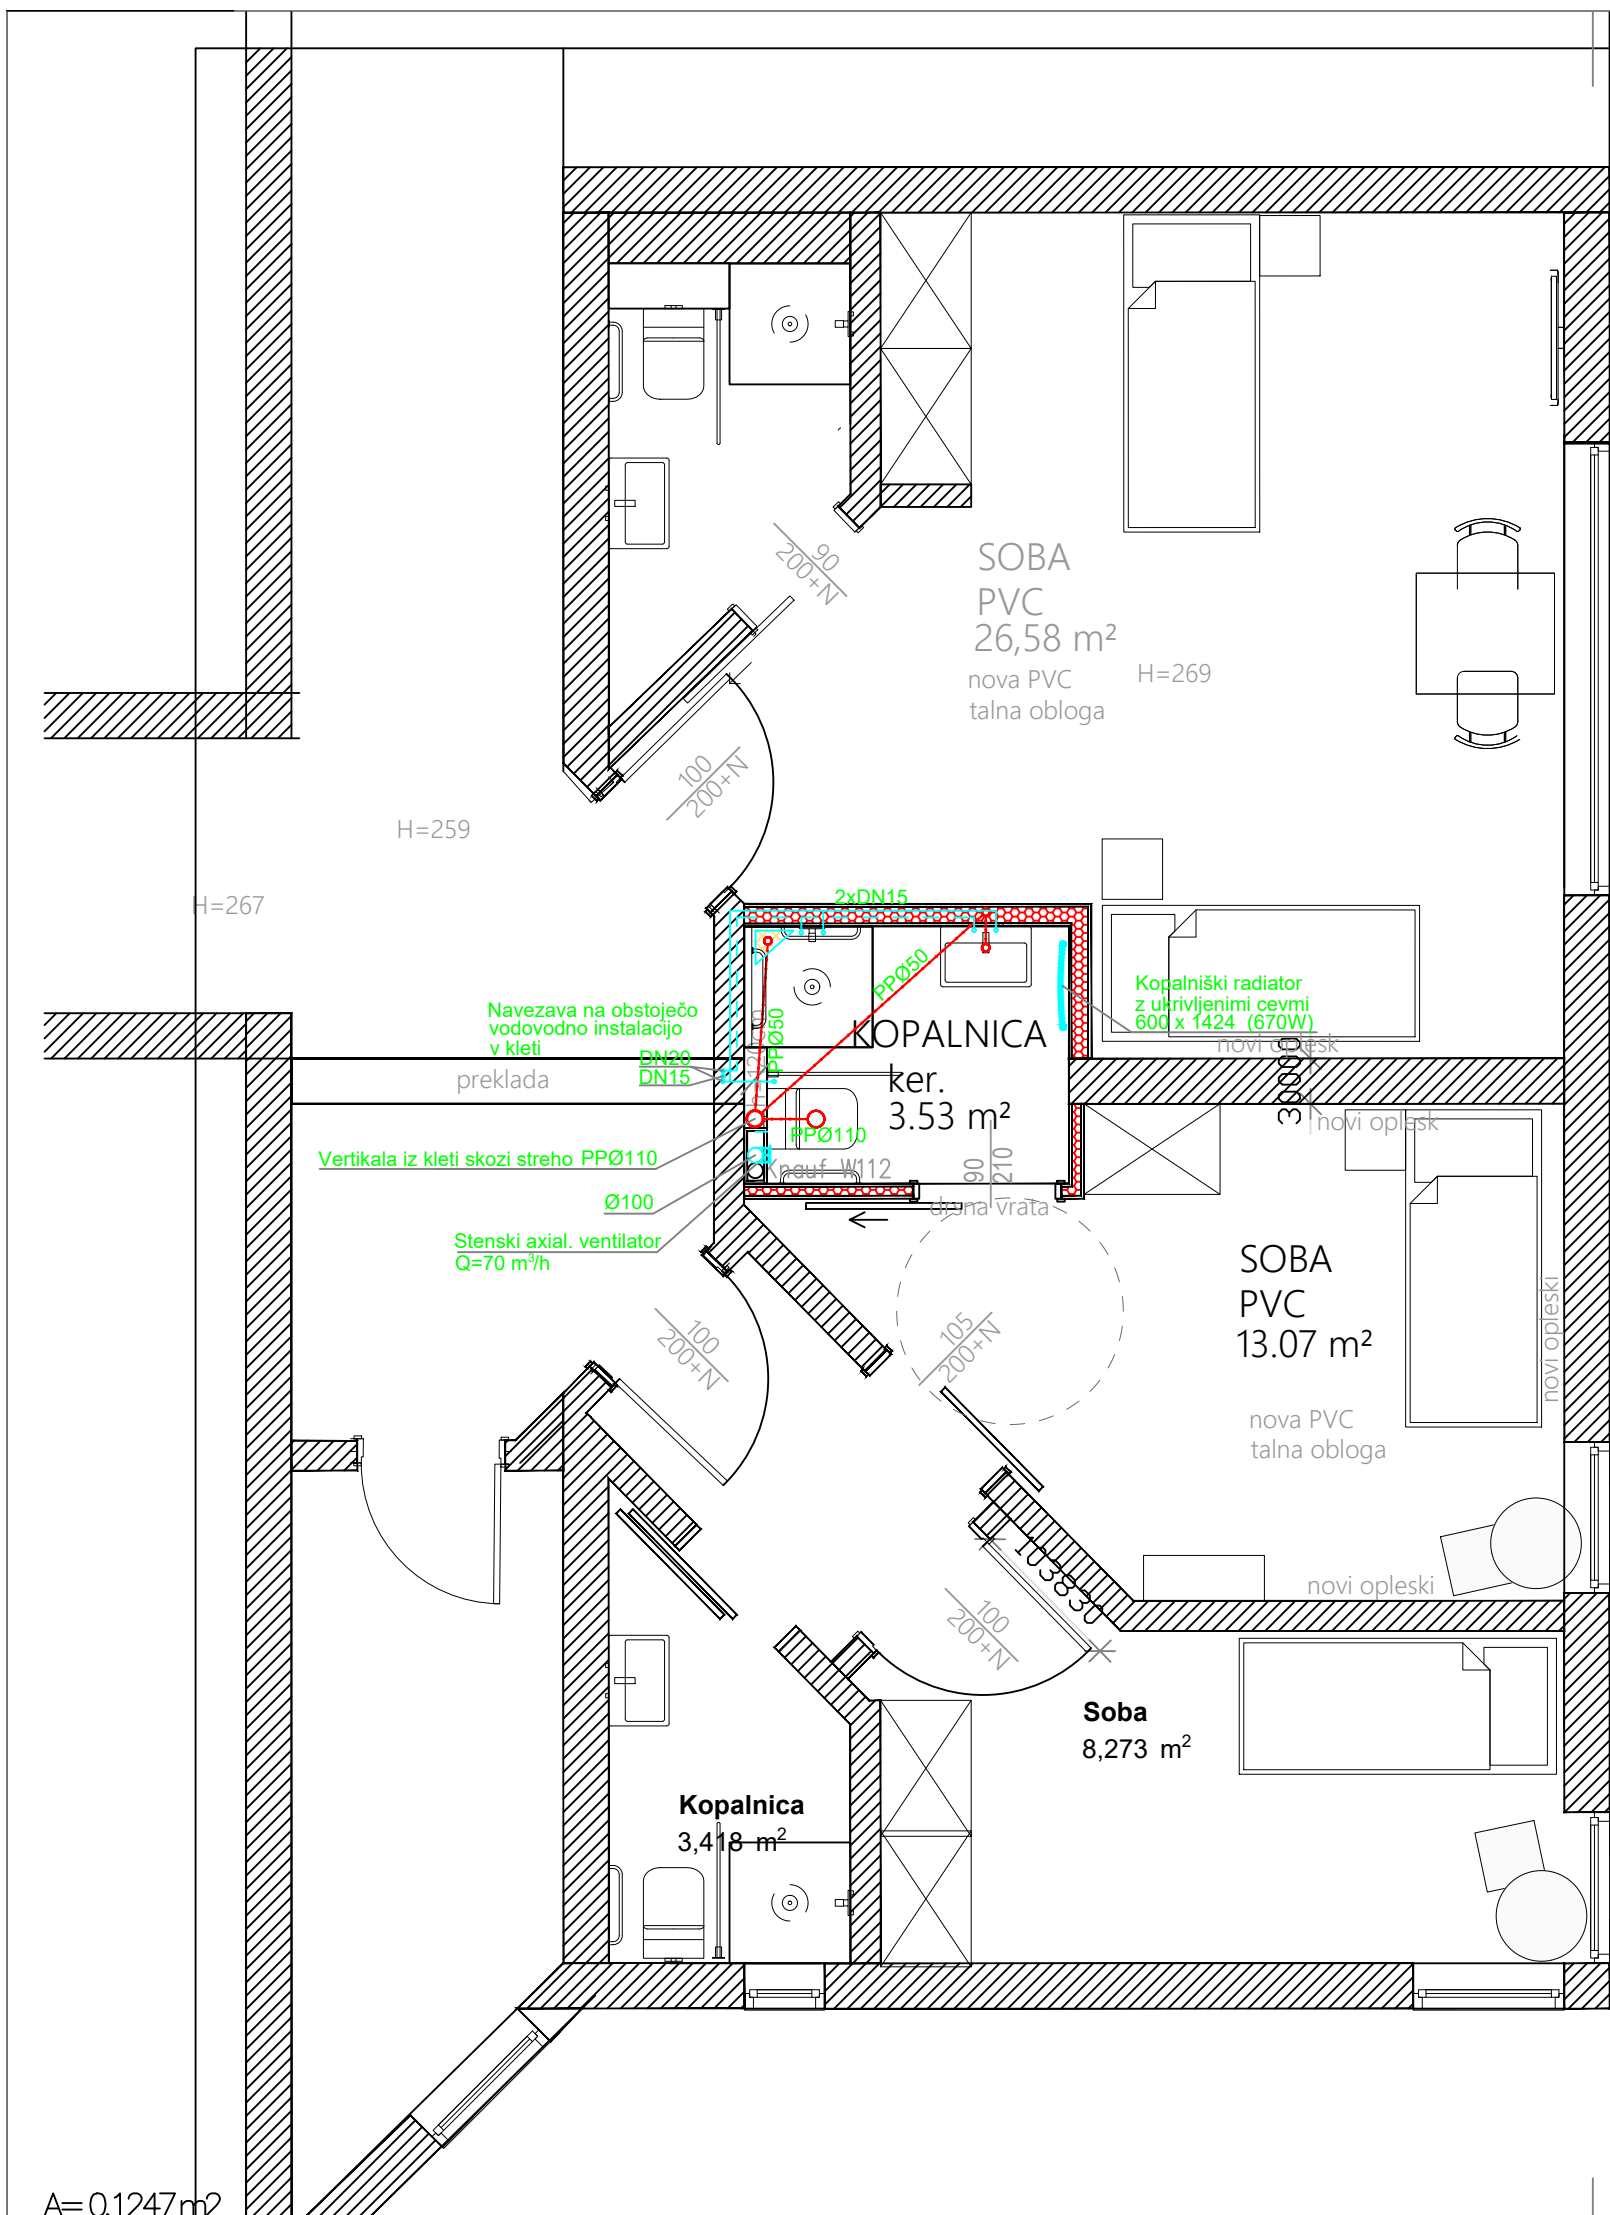 90
200+N
SOBA
PVC
26,58 m²
H=269
nova PVC
talna obloga
100
200+N
H=259
H=267
2xDN15
PPØ50
Kopalniški radiator
z ukrivljenimi cevmi
600 x 1424 (670W)
novi oplesk
30000
Navezava na obstoječo
vodovodno instalacijo
v kleti
DN20
DN15
PPØ50
KOPALNICA
ker.
3.53 m²
preklada
novi oplesk
PPØ110
Vertikala iz kleti skozi streho PPØ110
Knauf W112
90
210
Ø100
drsna vrata
Stenski axial. ventilator
Q=70 m³/h
SOBA
PVC
13.07 m²
novi opleski
100
200+N
105
200+N
nova PVC
talna obloga
103830
novi opleski
100
200+N
Soba
8,273 m²
Kopalnica
3,418 m²
A=0.1247m2